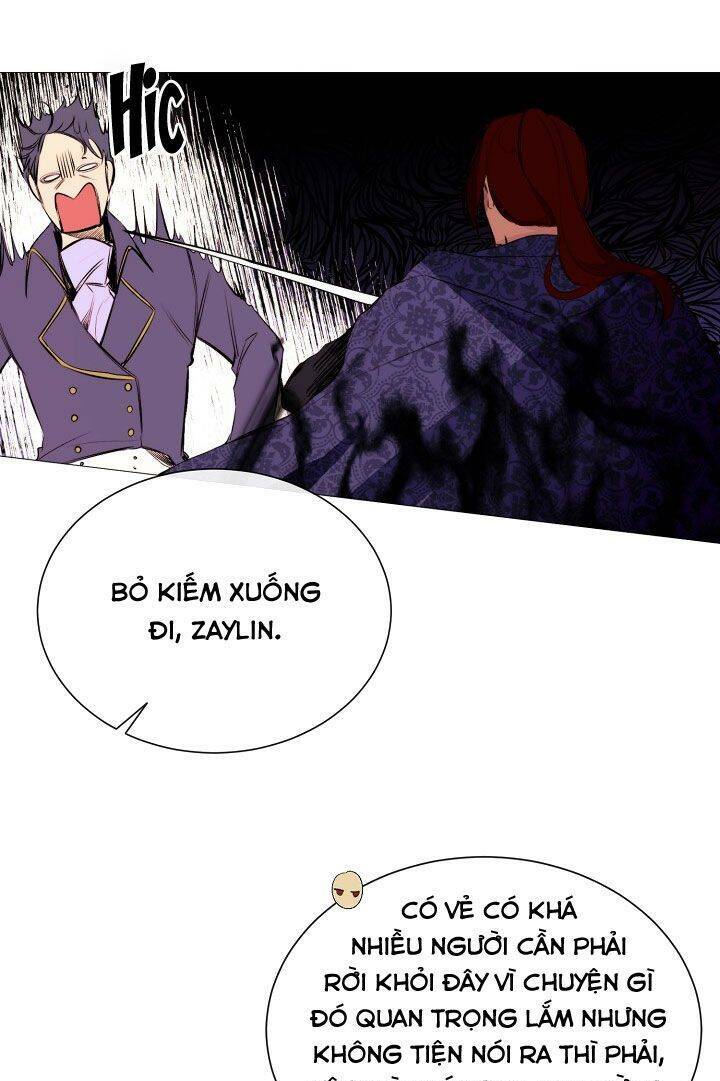 HIC
BỎ KIẾM XUỐNG
ĐI, ZAYLIN.
CÓ VẺ CÓ KHÁ
NHIỀU NGƯỜI CẦN PHẢI
RỜI KHỎI ĐÂY VÌ CHUYỆN GÌ
ĐÓ QUAN TRỌNG LẮM NHƯNG
KHÔNG TIỆN NÓI RA THÌ PHẢI,